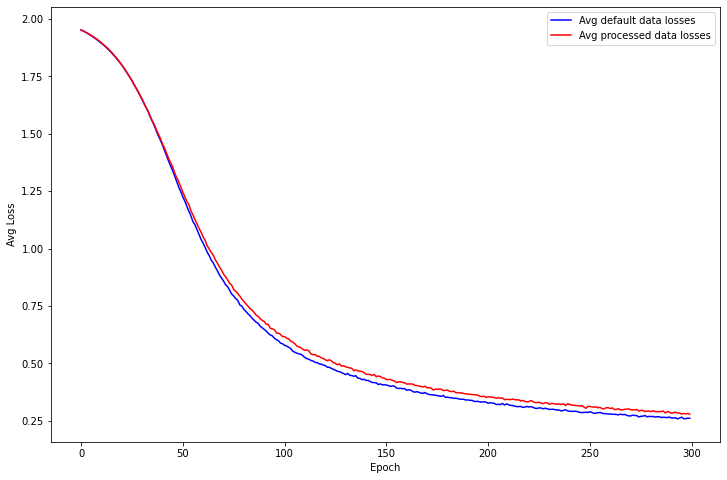 2.00
1.75
1.50
1.25
1.00
0.75
0.50
0.25
Avg Loss
0 50 100 150 200 250 300
Epoch
Avg default data losses
Avg processed data losses